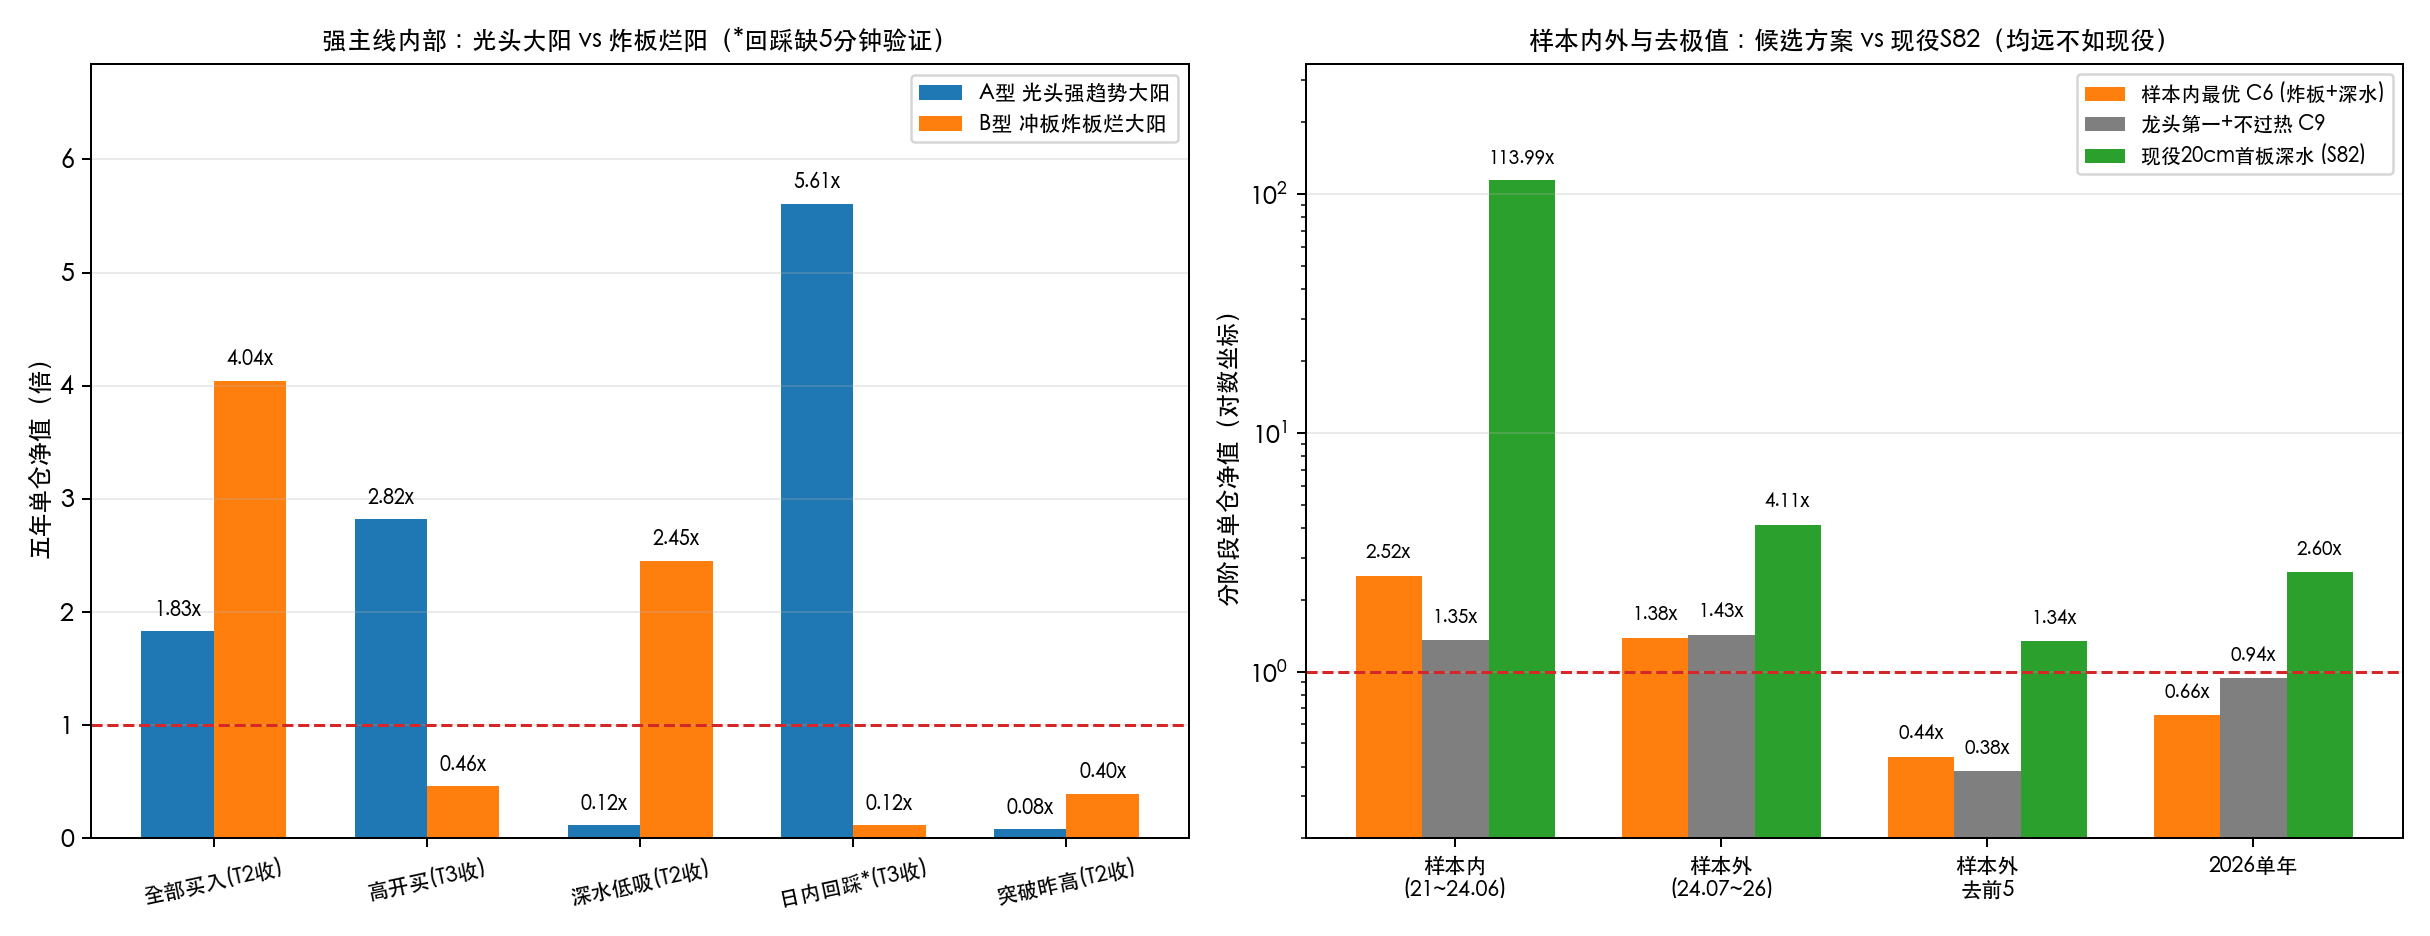 强主线内部：光头大阳 vs 炸板烂阳（*回踩缺5分钟验证）
五年单仓净值（倍）
0
1
2
3
4
5
6
A型 光头强趋势大阳
B型 冲板炸板烂大阳
1.83x
4.04x
2.82x
0.46x
0.12x
2.45x
5.61x
0.12x
0.08x
0.40x
全部买入(T2收)
高开买(T3收)
深水低吸(T2收)
日内回踩*(T3收)
突破昨高(T2收)
样本内外与去极值：候选方案 vs 现役S82（均远不如现役）
分阶段单仓净值（对数坐标）
10²
10¹
10⁰
样本内最优 C6 (炸板+深水)
龙头第一+不过热 C9
现役20cm首板深水 (S82)
2.52x
1.35x
113.99x
1.38x
1.43x
4.11x
0.44x
0.38x
1.34x
0.66x
0.94x
2.60x
样本内
(21~24.06)
样本外
(24.07~26)
样本外
去前5
2026单年